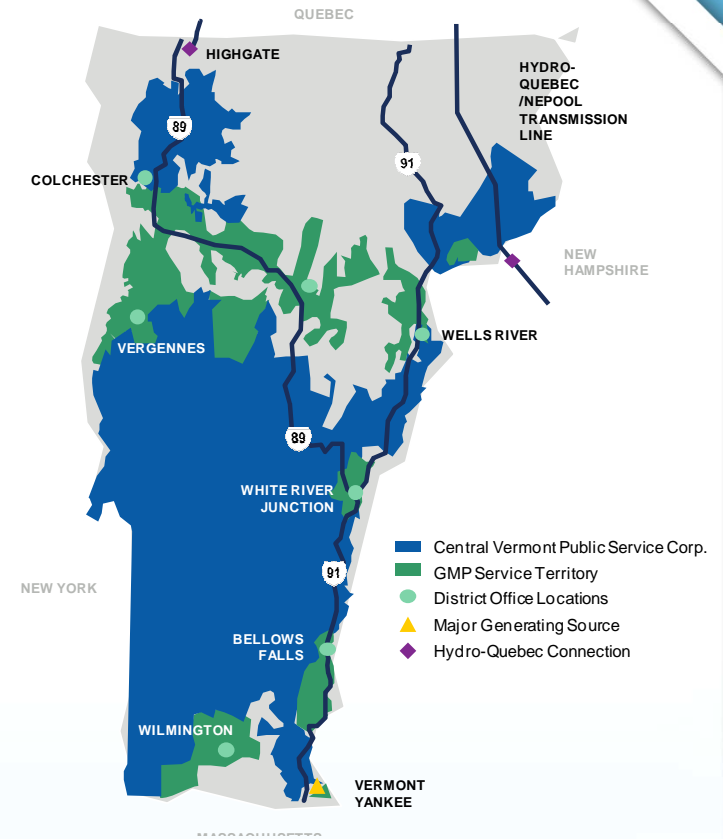 QUEBEC
HIGHGATE
HYDRO-
QUEBEC
/NEPOOL
TRANSMISSION
LINE
89
91
COLCHESTER
NEW
HAMPSHIRE
WELLS RIVER
VERGENNES
89
WHITE RIVER
JUNCTION
Central Vermont Public Service Corp.
GMP Service Territory
District Office Locations
Major Generating Source
Hydro-Quebec Connection
91
NEW YORK
BELLOWS
FALLS
WILMINGTON
VERMONT
YANKEE
MASSACHUSETTS